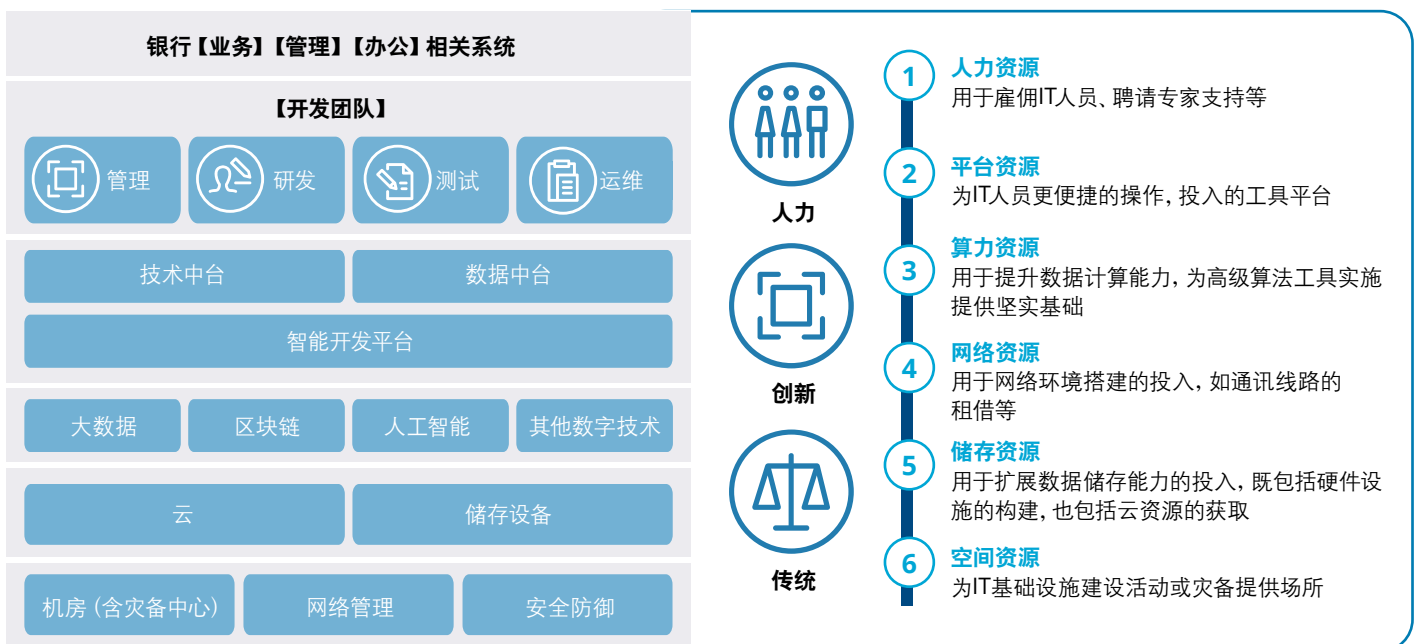 银行【业务】【管理】【办公】相关系统
【开发团队】
管理
研发
测试
运维
技术中台
数据中台
智能开发平台
大数据
区块链
人工智能
其他数字技术
云
储存设备
机房(含灾备中心)
网络管理
安全防御
人力
创新
传统
1
人力资源
用于雇佣IT人员、聘请专家支持等
2
平台资源
为IT人员更便捷的操作，投入的工具平台
3
算力资源
用于提升数据计算能力，为高级算法工具实施
提供坚实基础
4
网络资源
用于网络环境搭建的投入，如通讯线路的
租借等
5
储存资源
用于扩展数据储存能力的投入，既包括硬件设
施的构建，也包括云资源的获取
6
空间资源
为IT基础设施建设活动或灾备提供场所